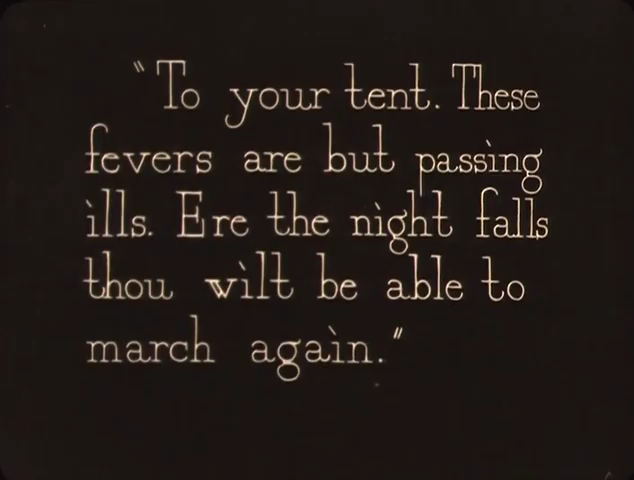 "To your tent. These
fevers are but passing
ills. Ere the night falls
thou wilt be able to
march again."